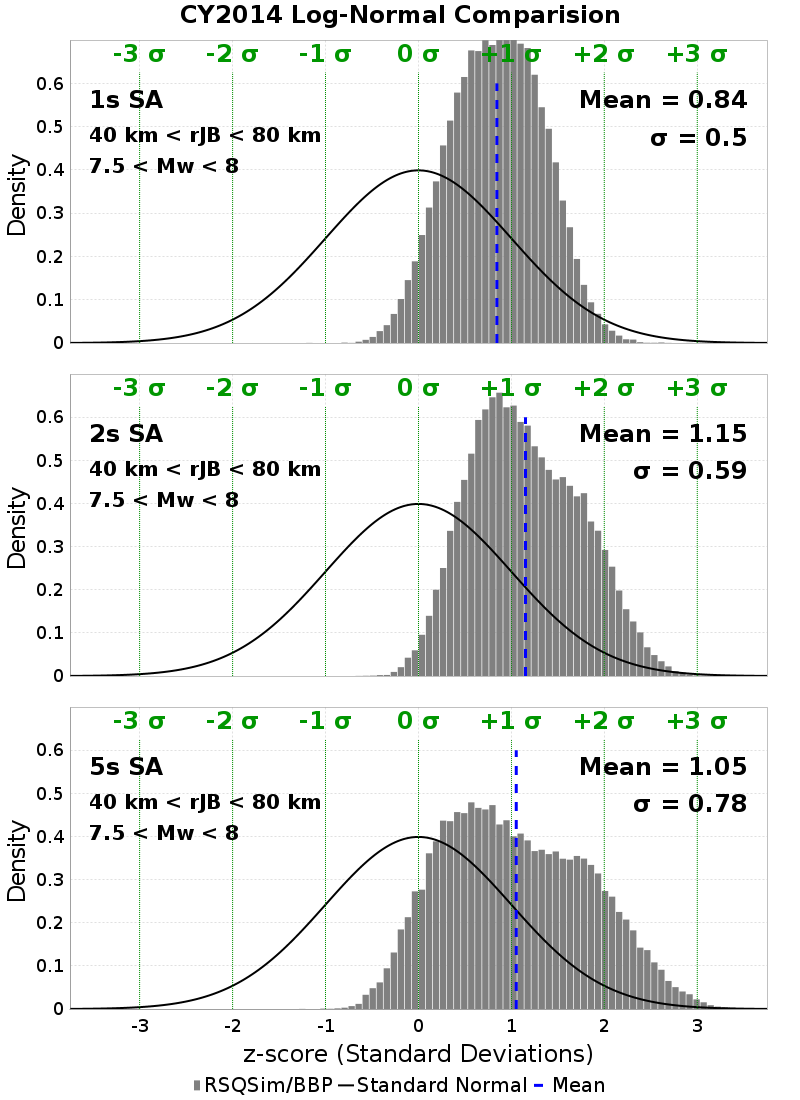 CY2014 Log-Normal Comparision
-3 σ -2 σ -1 σ 0 σ +1 σ +2 σ +3 σ
1s SA
40 km < rJB < 80 km
7.5 < Mw < 8
Mean = 0.84
σ = 0.5
Density
0.6
0.5
0.4
0.3
0.2
0.1
0
-3 σ -2 σ -1 σ 0 σ +1 σ +2 σ +3 σ
2s SA
40 km < rJB < 80 km
7.5 < Mw < 8
Mean = 1.15
σ = 0.59
Density
0.6
0.5
0.4
0.3
0.2
0.1
0
-3 σ -2 σ -1 σ 0 σ +1 σ +2 σ +3 σ
5s SA
40 km < rJB < 80 km
7.5 < Mw < 8
Mean = 1.05
σ = 0.78
Density
0.6
0.5
0.4
0.3
0.2
0.1
0
-3 -2 -1 0 1 2 3
z-score (Standard Deviations)
RSQSim/BBP Standard Normal Mean